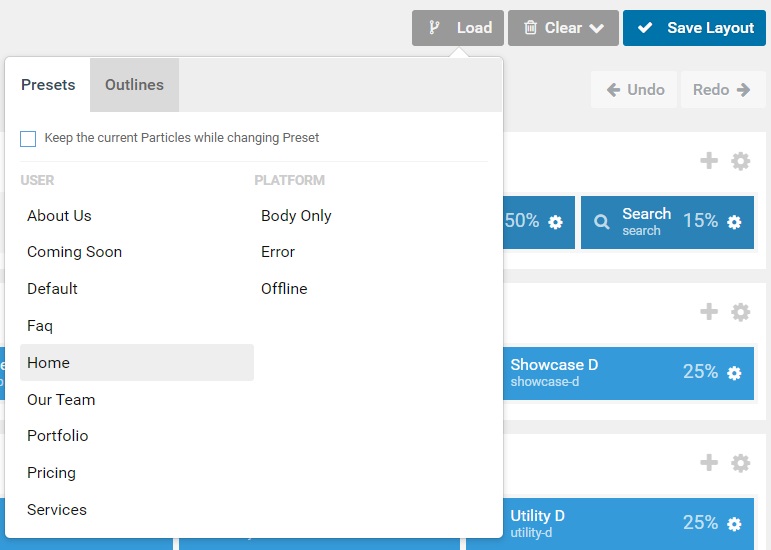 Load
Clear
Save Layout
Presets
Outlines
Undo
Redo
Keep the current Particles while changing Preset
USER
PLATFORM
About Us
Body Only
50%
Search
search
15%
Coming Soon
Error
Default
Offline
Faq
Home
Showcase D
showcase-d
25%
Our Team
Portfolio
Pricing
Services
Utility D
utility-d
25%